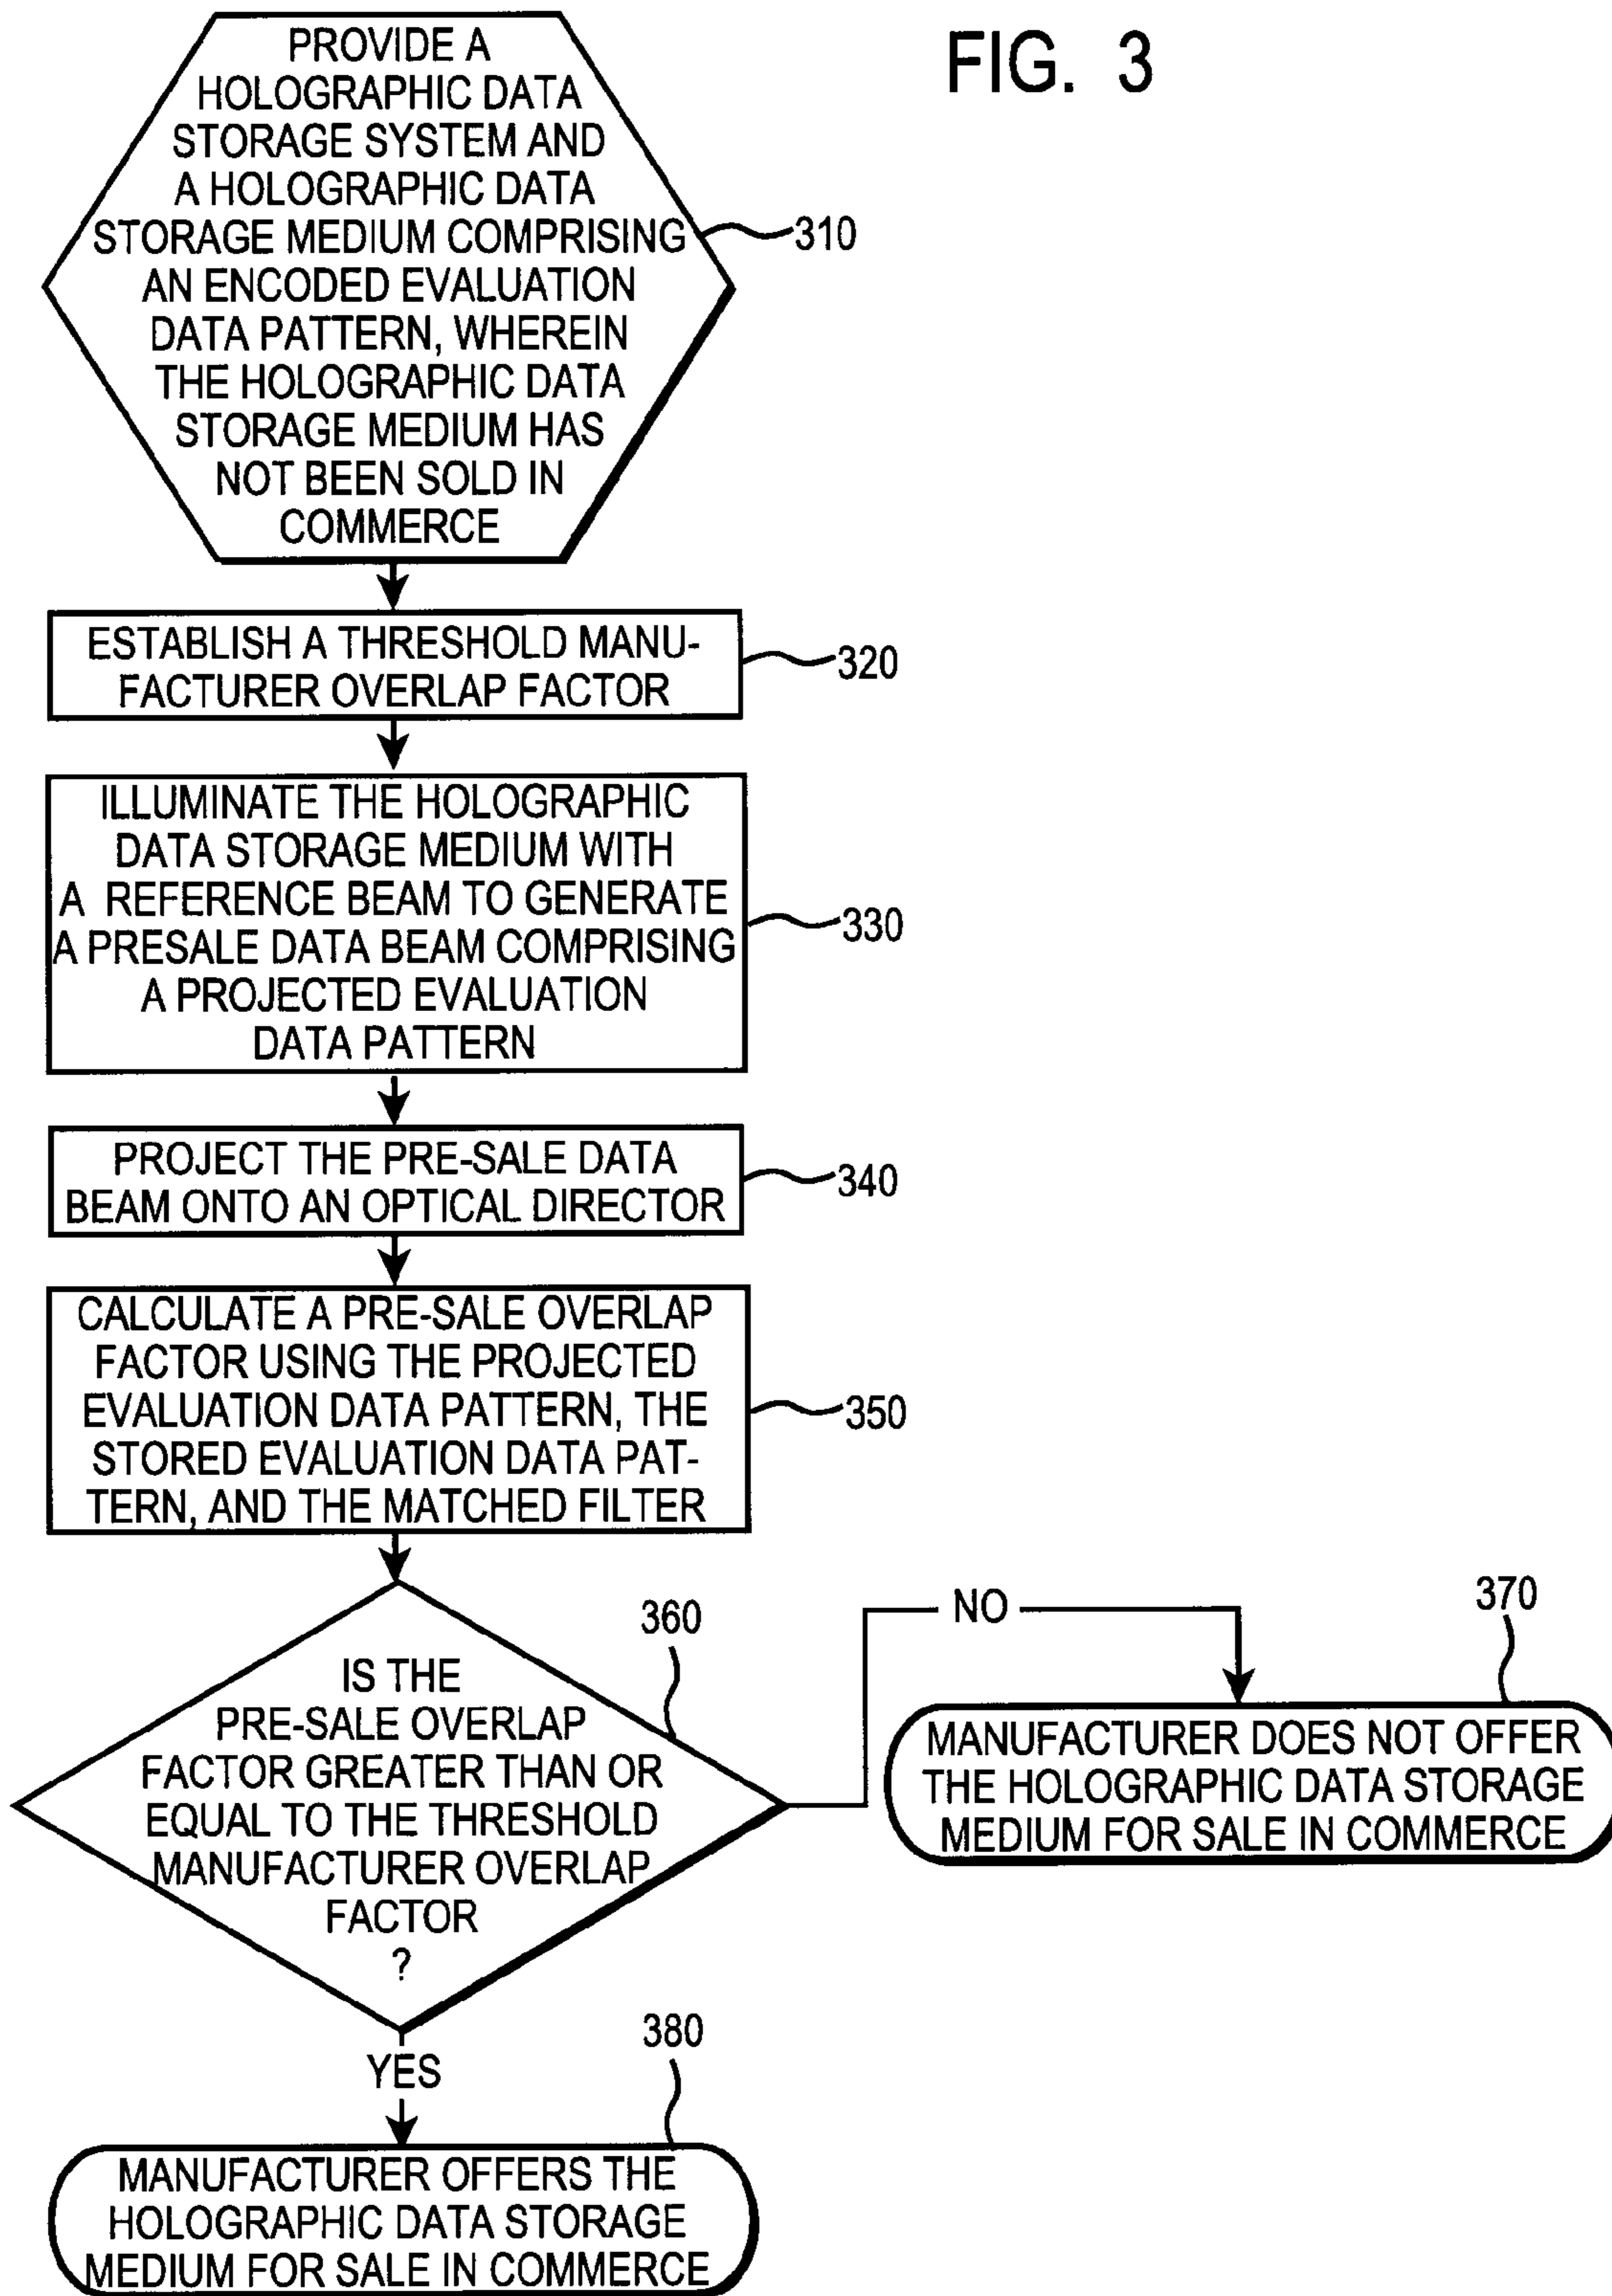 FIG. 3
PROVIDE A
HOLOGRAPHIC DATA
STORAGE SYSTEM AND
A HOLOGRAPHIC DATA
STORAGE MEDIUM COMPRISING
AN ENCODED EVALUATION
DATA PATTERN, WHEREIN
THE HOLOGRAPHIC DATA
STORAGE MEDIUM HAS
NOT BEEN SOLD IN
COMMERCE
310
ESTABLISH A THRESHOLD MANU-
FACTURER OVERLAP FACTOR
320
ILLUMINATE THE HOLOGRAPHIC
DATA STORAGE MEDIUM WITH
A REFERENCE BEAM TO GENERATE
A PRESALE DATA BEAM COMPRISING
A PROJECTED EVALUATION
DATA PATTERN
330
PROJECT THE PRE-SALE DATA
BEAM ONTO AN OPTICAL DIRECTOR
340
CALCULATE A PRE-SALE OVERLAP
FACTOR USING THE PROJECTED
EVALUATION DATA PATTERN, THE
STORED EVALUATION DATA PAT-
TERN, AND THE MATCHED FILTER
350
IS THE
PRE-SALE OVERLAP
FACTOR GREATER THAN OR
EQUAL TO THE THRESHOLD
MANUFACTURER OVERLAP
FACTOR
?
360
NO
370
MANUFACTURER DOES NOT OFFER
THE HOLOGRAPHIC DATA STORAGE
MEDIUM FOR SALE IN COMMERCE
YES
380
MANUFACTURER OFFERS THE
HOLOGRAPHIC DATA STORAGE
MEDIUM FOR SALE IN COMMERCE